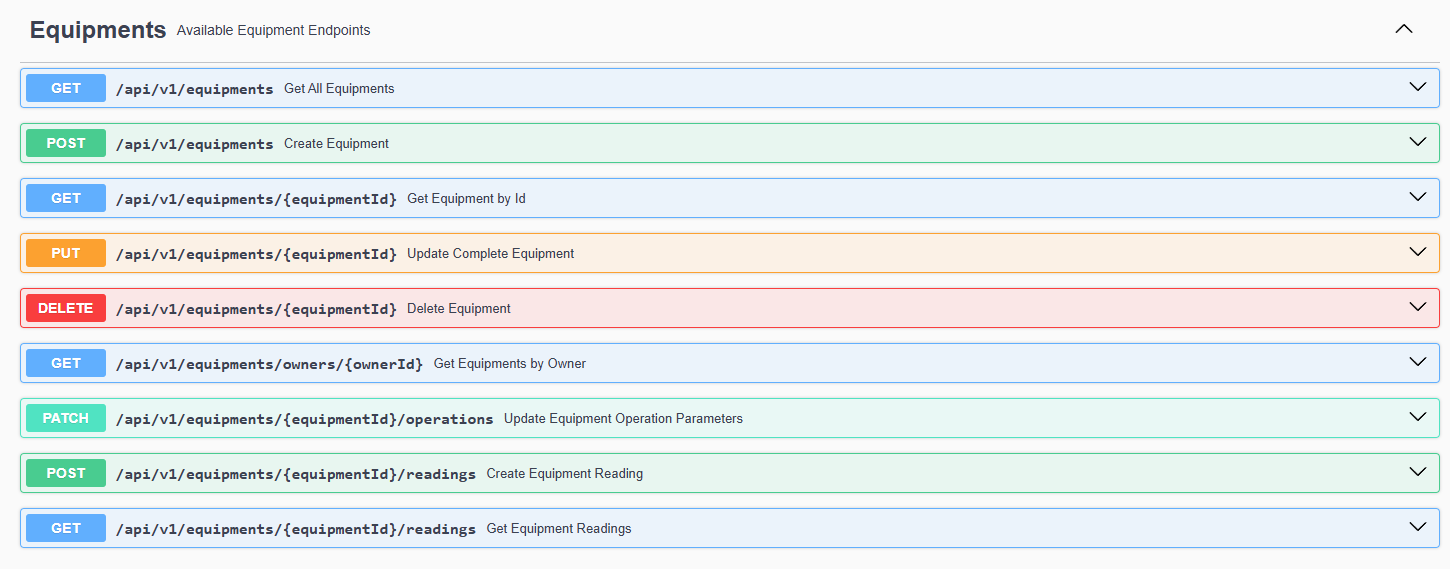 Equipments Available Equipment Endpoints
GET /api/v1/equipments Get All Equipments
POST /api/v1/equipments Create Equipment
GET /api/v1/equipments/{equipmentId} Get Equipment by Id
PUT /api/v1/equipments/{equipmentId} Update Complete Equipment
DELETE /api/v1/equipments/{equipmentId} Delete Equipment
GET /api/v1/equipments/owners/{ownerId} Get Equipments by Owner
PATCH /api/v1/equipments/{equipmentId}/operations Update Equipment Operation Parameters
POST /api/v1/equipments/{equipmentId}/readings Create Equipment Reading
GET /api/v1/equipments/{equipmentId}/readings Get Equipment Readings